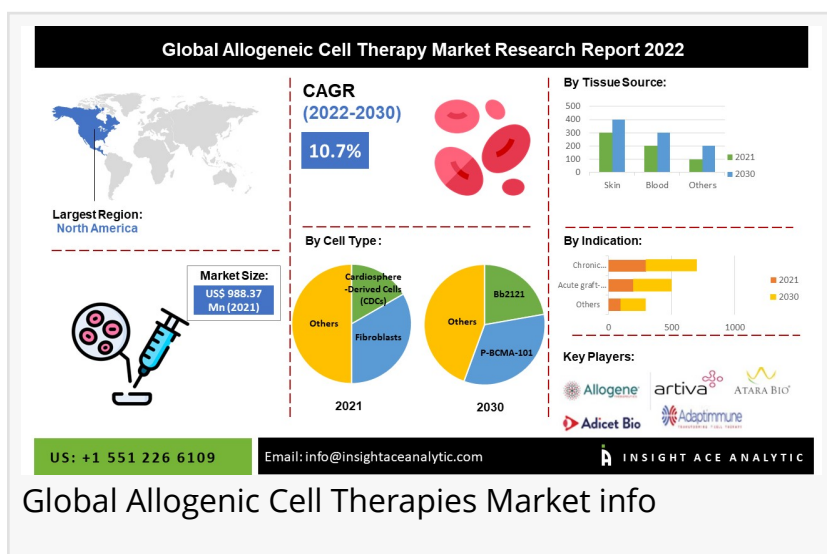 Global Allogeneic Cell Therapy Market Research Report 2022
Largest Region:
North America
Market Size:
US$ 988.37
Mn (2021)
CAGR
(2022-2030)
10.7%
By Cell Type:
Cardiosphere
-Derived Cells
(CDCs)
Others
Fibroblasts
2021
Bb2121
Others
P-BCMA-101
2030
By Tissue Source:
500
400
300
200
100
0
Skin
Blood
Others
2021
2030
By Indication:
Chronic...
Acute graft-...
Others
0
500
1000
2021
2030
Key Players:
Allogene
artiva
ATARA BIO
Adicet Bio
Adaptimmune
US: +1 551 226 6109
Email: info@insightaceanalytic.com
INSIGHT ACE ANALYTIC
Global Allogenic Cell Therapies Market info